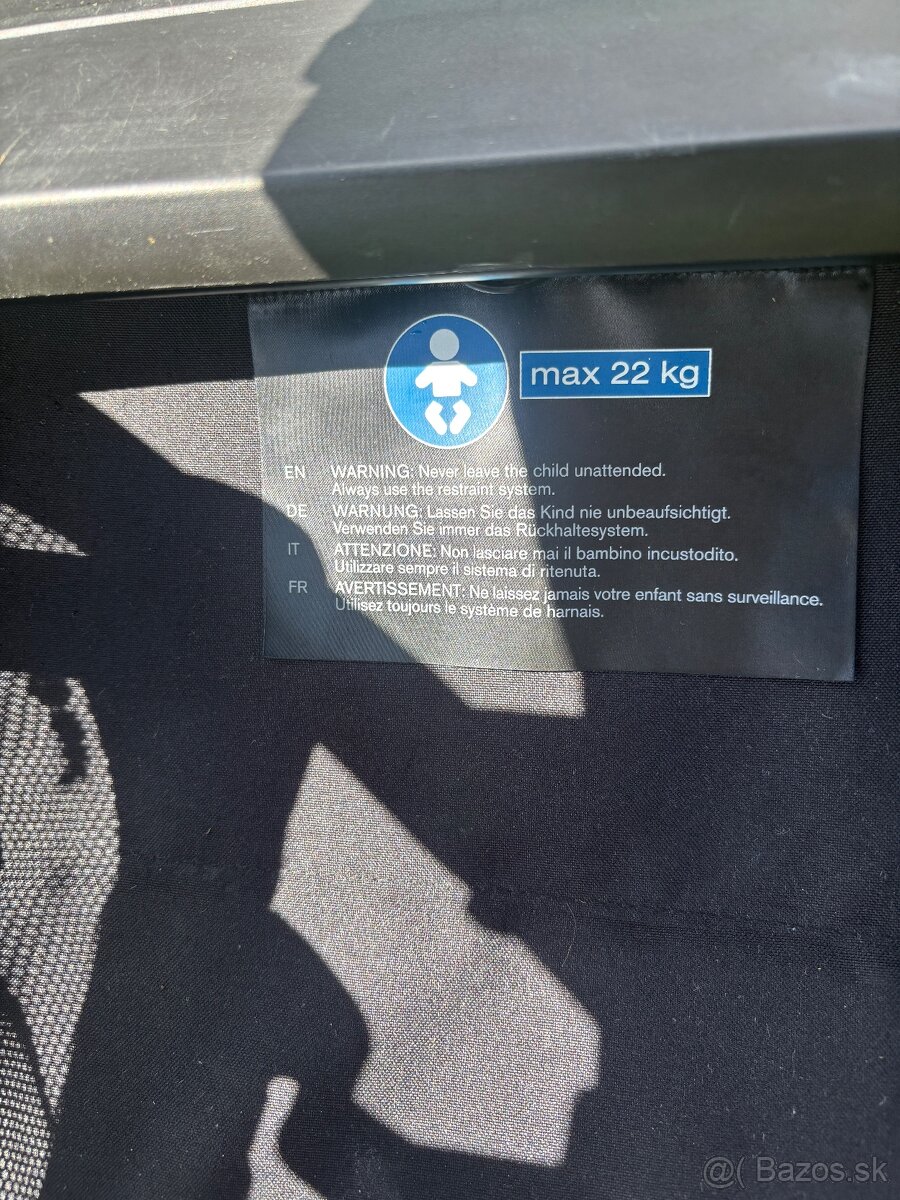 max 22 kg
EN WARNING: Never leave the child unattended.
Always use the restraint system.
DE WARNUNG: Lassen Sie das Kind nie unbeaufsichtigt.
Verwenden Sie immer das Rückhaltesystem.
IT ATTENZIONE: Non lasciare mai il bambino incustodito.
Utilizzare sempre il sistema di ritenuta.
FR AVERTISSEMENT: Ne laissez jamais votre enfant sans surveillance.
Utilisez toujours le système de harnais.
@( Bazos.sk